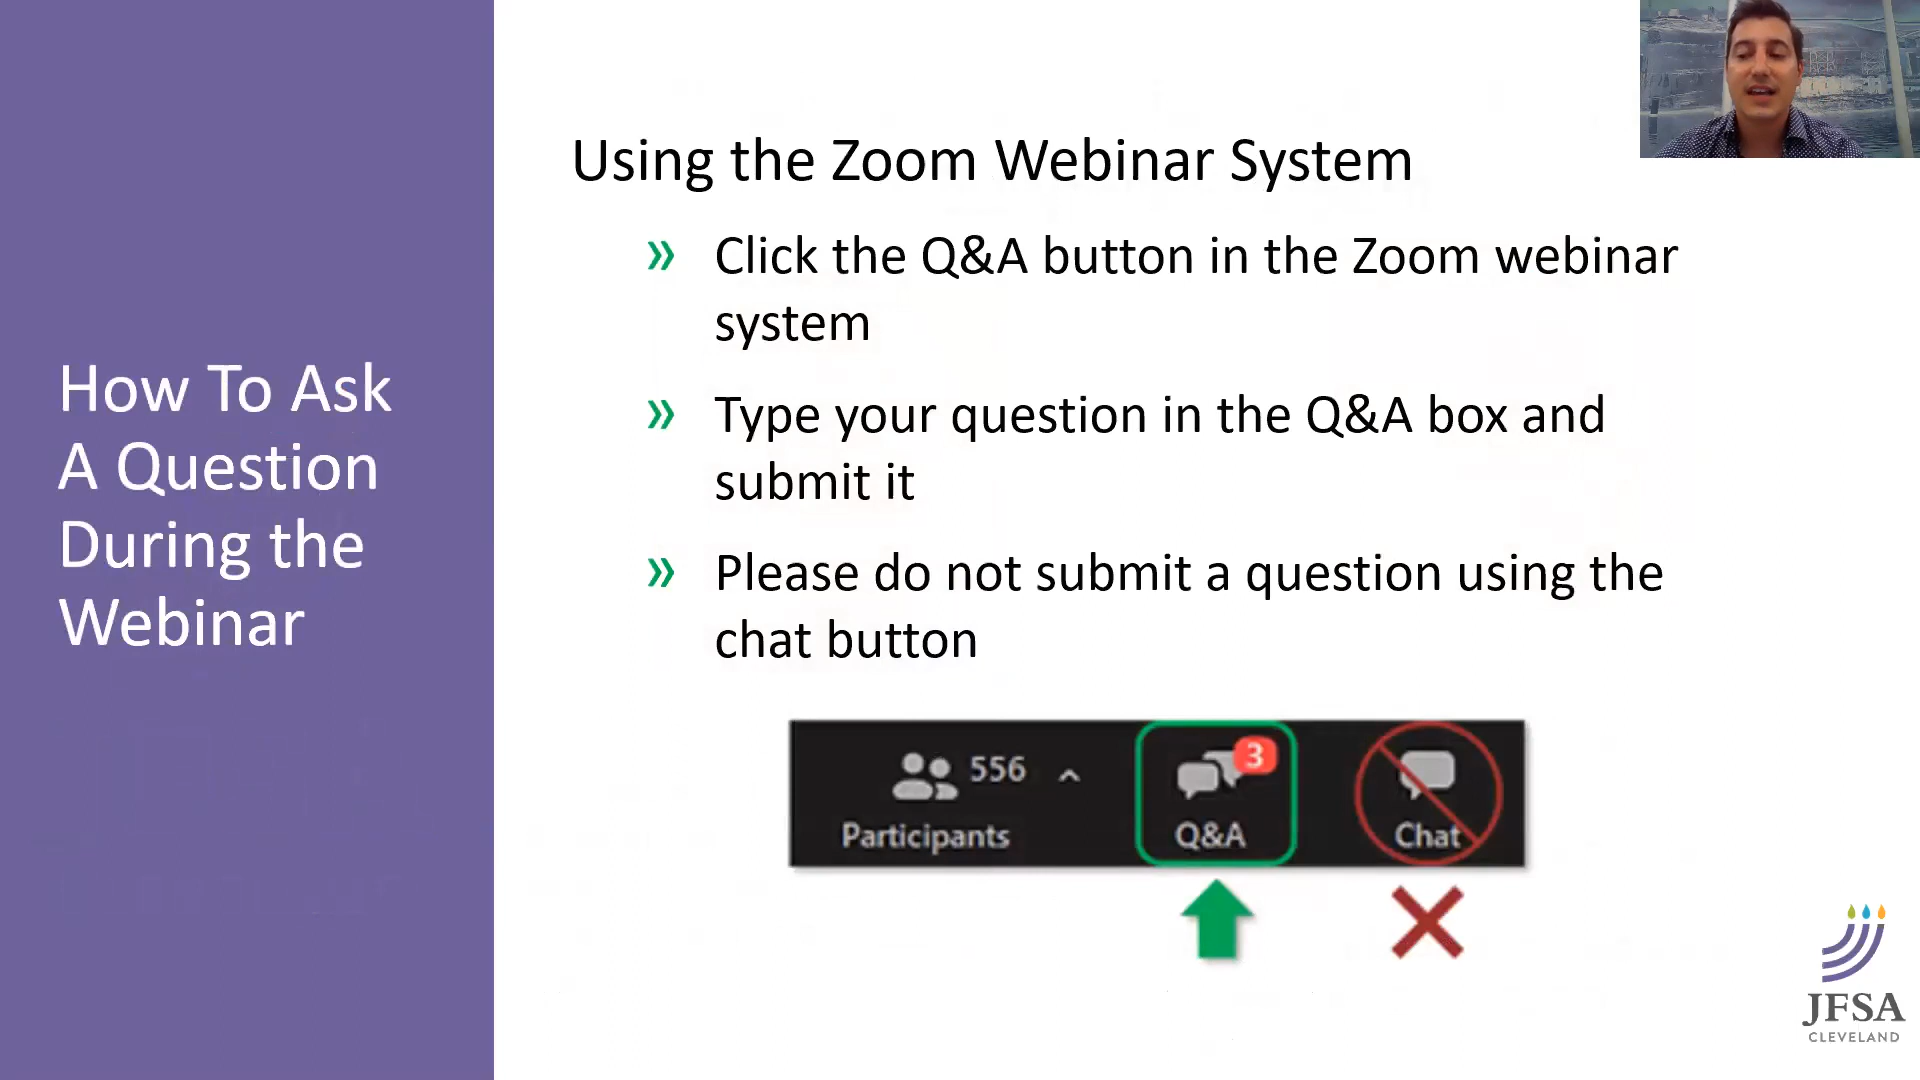 How To Ask
A Question
During the
Webinar
Using the Zoom Webinar System
» Click the Q&A button in the Zoom webinar
system
» Type your question in the Q&A box and
submit it
» Please do not submit a question using the
chat button
556
Participants
3
Q&A
Chat
JFSA
CLEVELAND